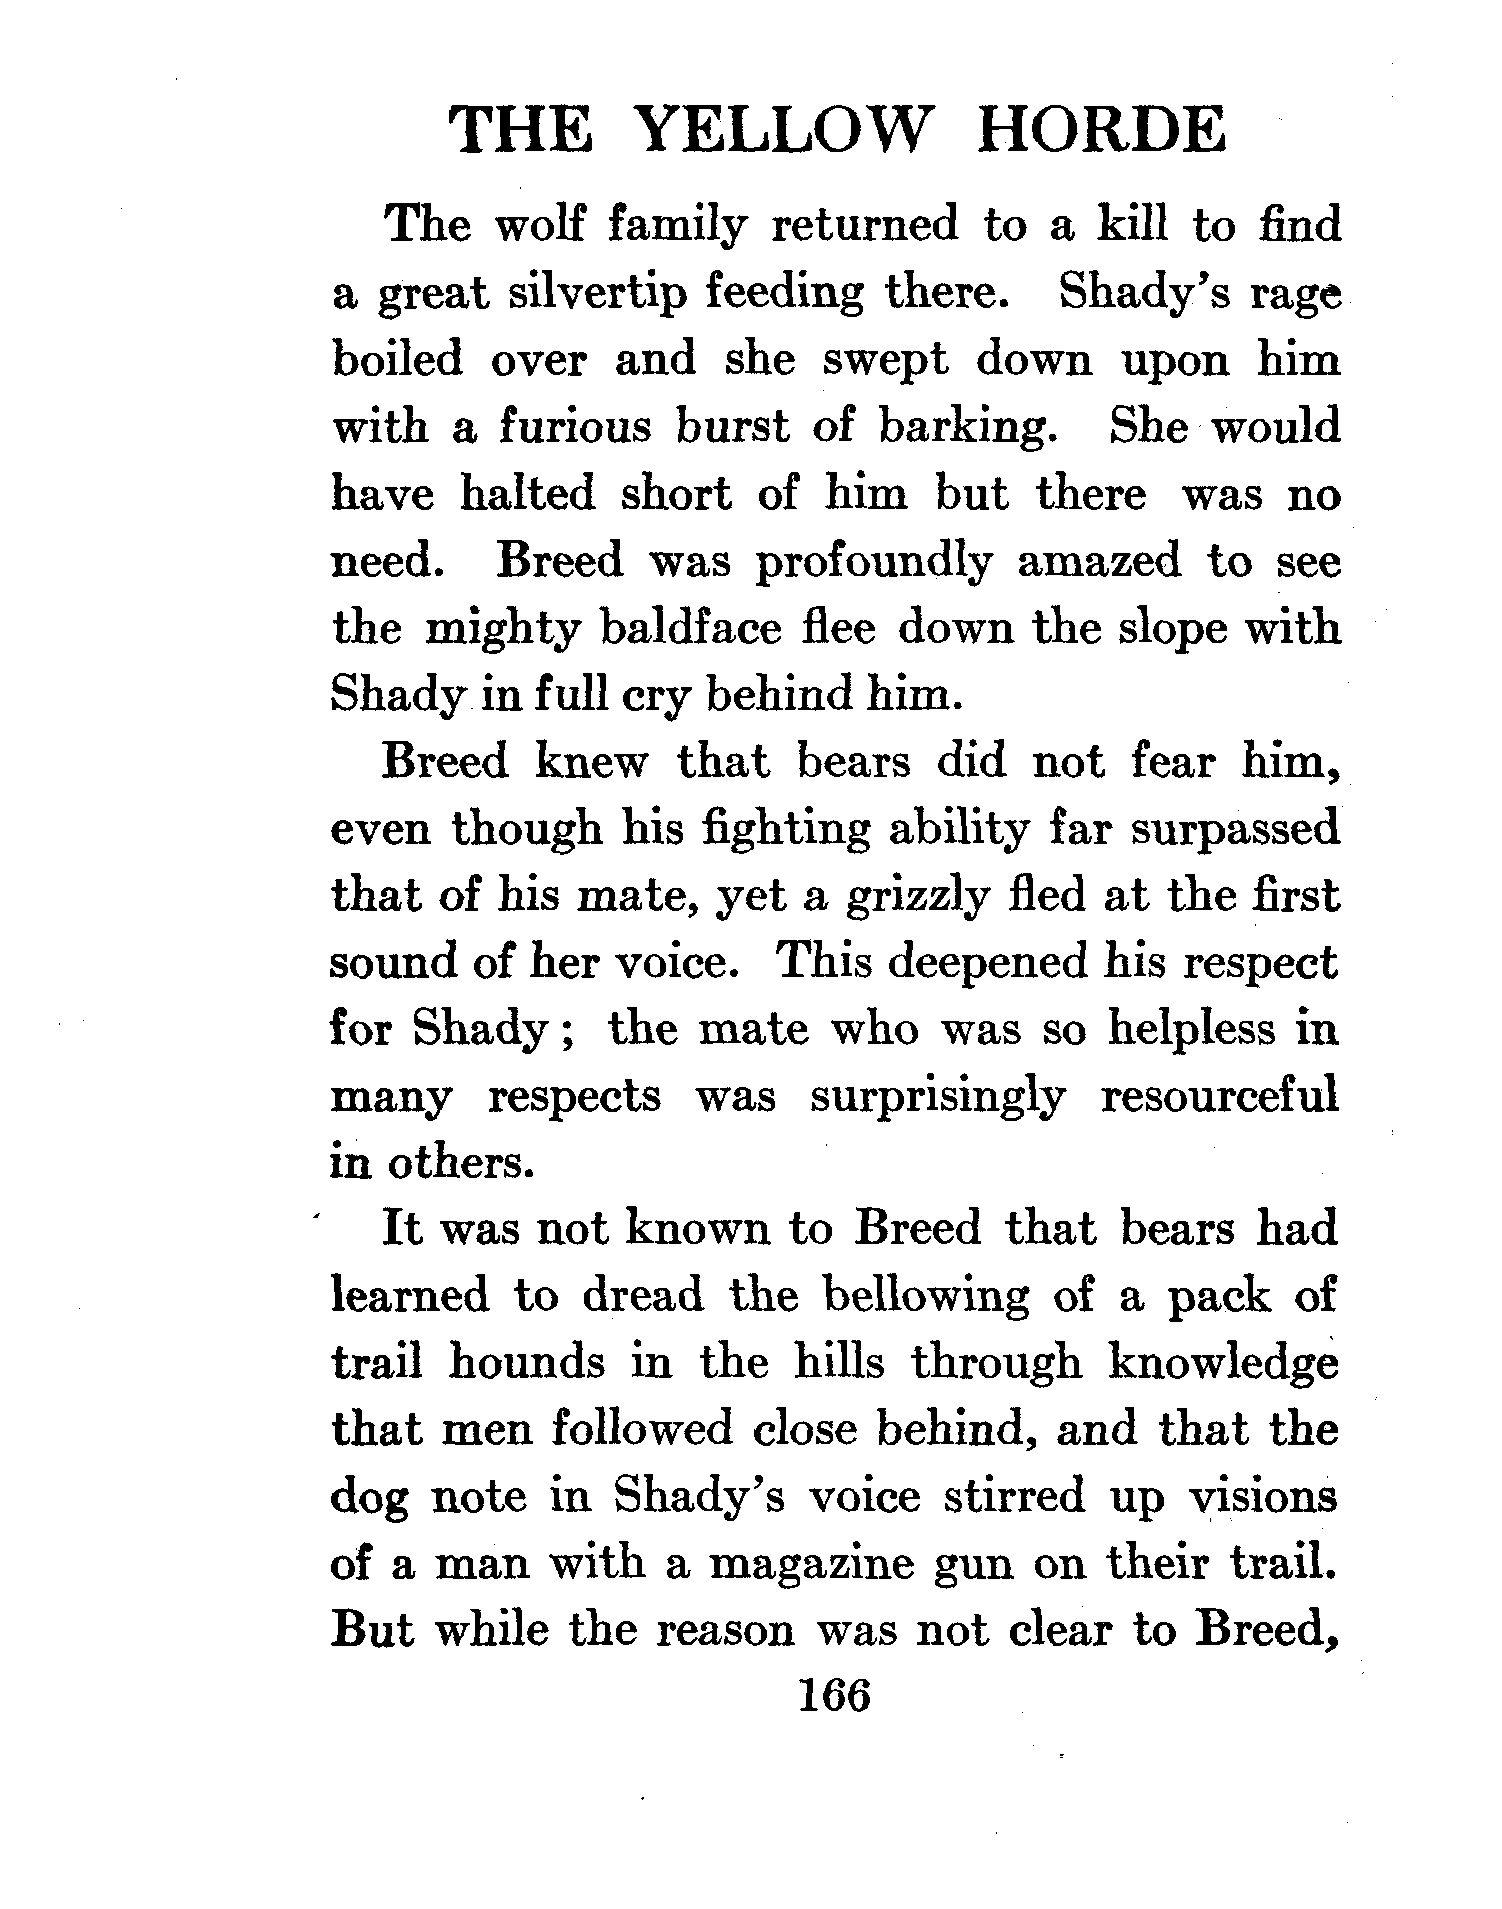 THE YELLOW HORDE
The wolf family returned to a kill to find
a great silvertip feeding there. Shady's rage
boiled over and she swept down upon him
with a furious burst of barking. She would
have halted short of him but there was no
need. Breed was profoundly amazed to see
the mighty baldface flee down the slope with
Shady in full cry behind him.
Breed knew that bears did not fear him,
even though his fighting ability far surpassed
that of his mate, yet a grizzly fled at the first
sound of her voice. This deepened his respect
for Shady; the mate who was so helpless in
many respects was surprisingly resourceful
in others.
It was not known to Breed that bears had
learned to dread the bellowing of a pack of
trail hounds in the hills through knowledge
that men followed close behind, and that the
dog note in Shady's voice stirred up visions
of a man with a magazine gun on their trail.
But while the reason was not clear to Breed,
166